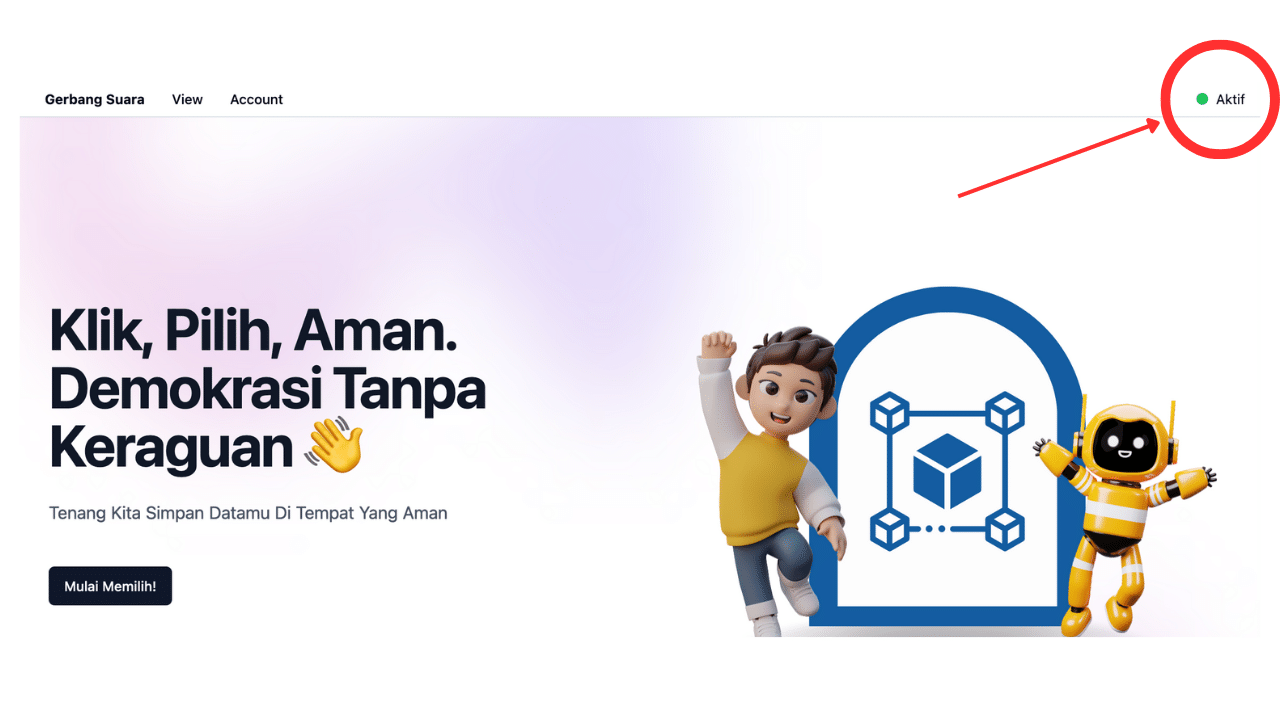 Gerbang Suara View Account Aktif
Klik, Pilih, Aman.
Demokrasi Tanpa
Keraguan 👋
Tenang Kita Simpan Datamu Di Tempat Yang Aman
Mulai Memilih!